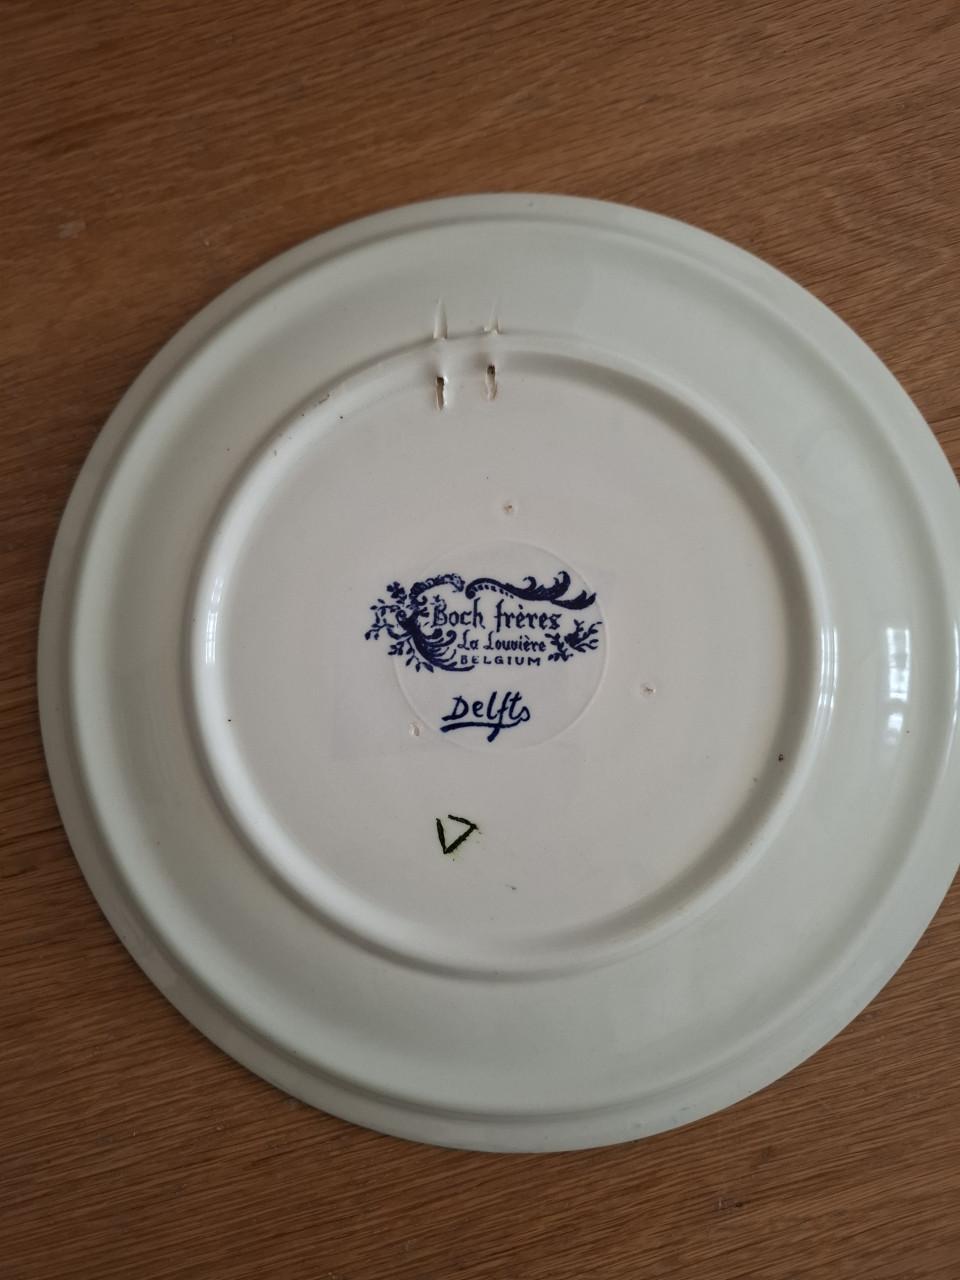 Boch frères
La Louvière
BELGIUM
Delfts